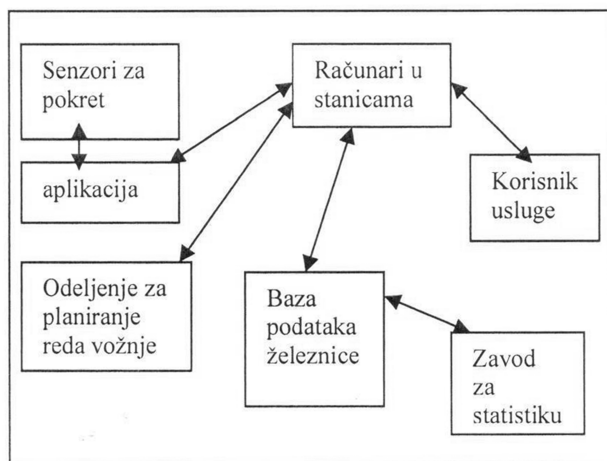 Senzori za
pokret
Računari u
stanicama
aplikacija
Korisnik
usluge
Odeljenje za
planiranje
reda vožnje
Baza
podataka
železnice
Zavod
za
statistiku